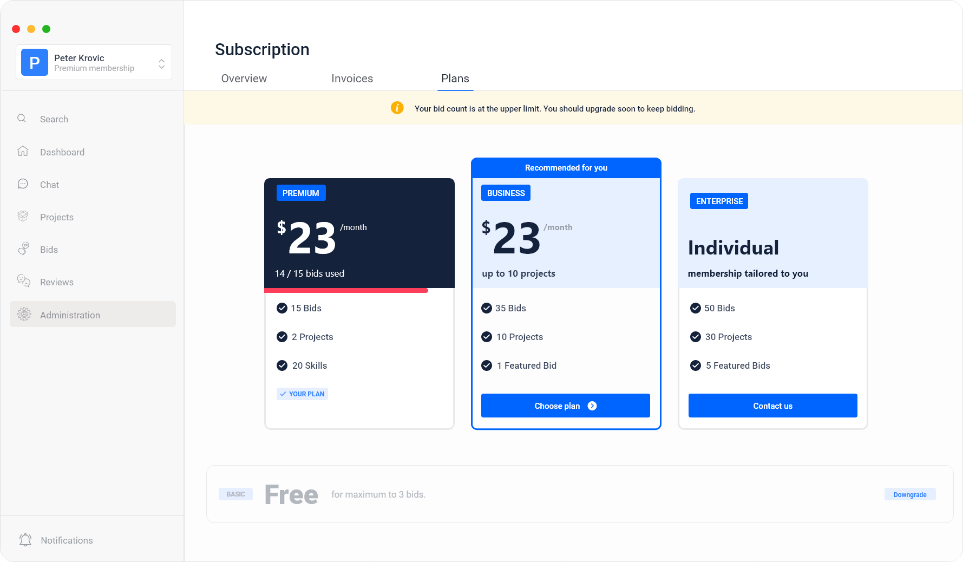 P
Peter Krovic
Premium membership
Search
Dashboard
Chat
Projects
Bids
Reviews
Administration
Notifications
Subscription
Overview
Invoices
Plans
Your bid count is at the upper limit. You should upgrade soon to keep bidding.
PREMIUM
$23 /month
14 / 15 bids used
15 Bids
2 Projects
20 Skills
YOUR PLAN
Recommended for you
BUSINESS
$23 /month
up to 10 projects
35 Bids
10 Projects
1 Featured Bid
Choose plan
ENTERPRISE
Individual
membership tailored to you
50 Bids
30 Projects
5 Featured Bids
Contact us
BASIC
Free
for maximum to 3 bids.
Downgrade